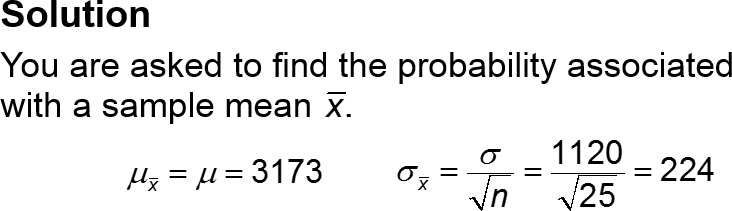 Solution
You are asked to find the probability associated
with a sample mean x̅.
μx̅ = μ = 3173 σx̅ = σ/√n = 1120/√25 = 224